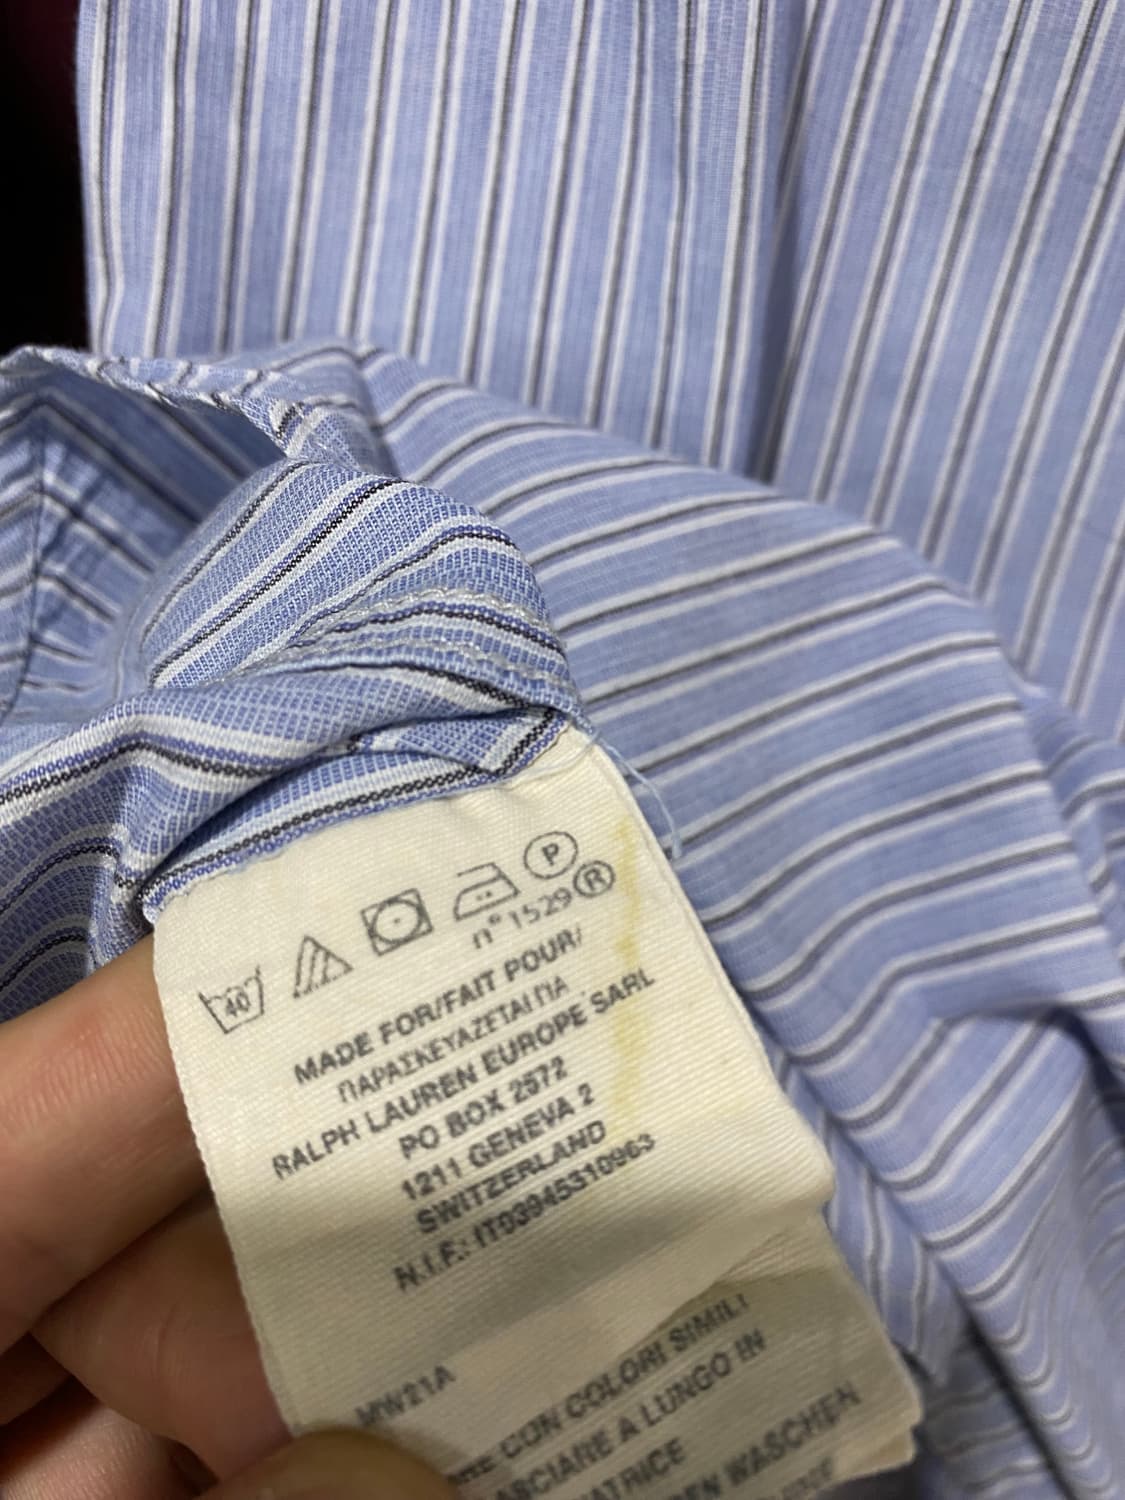 40
P
n° 1529 ®
MADE FOR/FAIT POUR/
ΠΑΡΑΣΚΕΥΑΖΕΤΑΙ ΓΙΑ
RALPH LAUREN EUROPE SARL
PO BOX 2572
1211 GENEVA 2
SWITZERLAND
N.I.F.: IT03945310963
MW21A
CON COLORI SIMILI
A LUNGO IN
WASCHEN